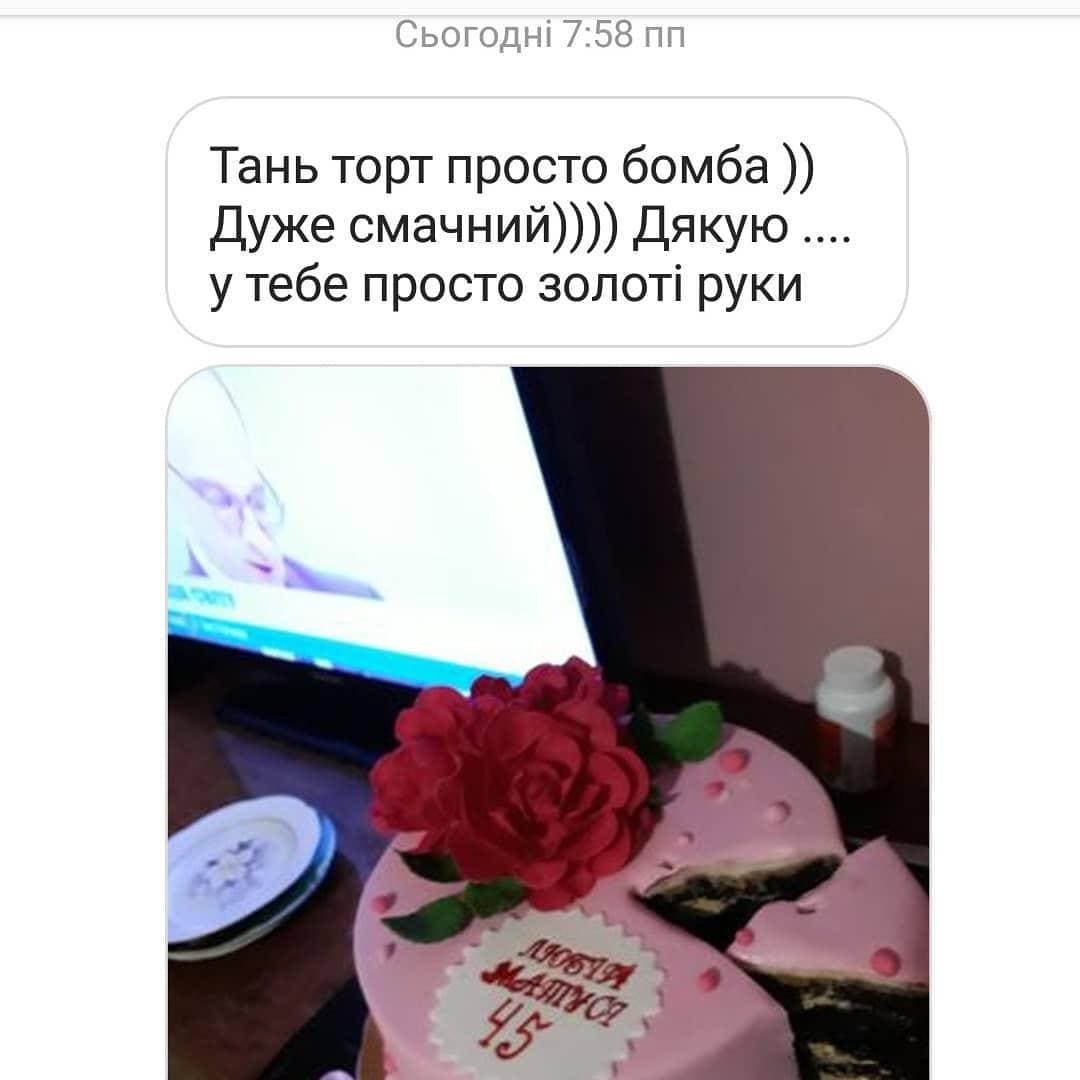 Сьогодні 7:58 пп
Тань торт просто бомба ))
Дуже смачний)))) Дякую ....
у тебе просто золоті руки
ЛЮБІЙ
МАТУСІ
45